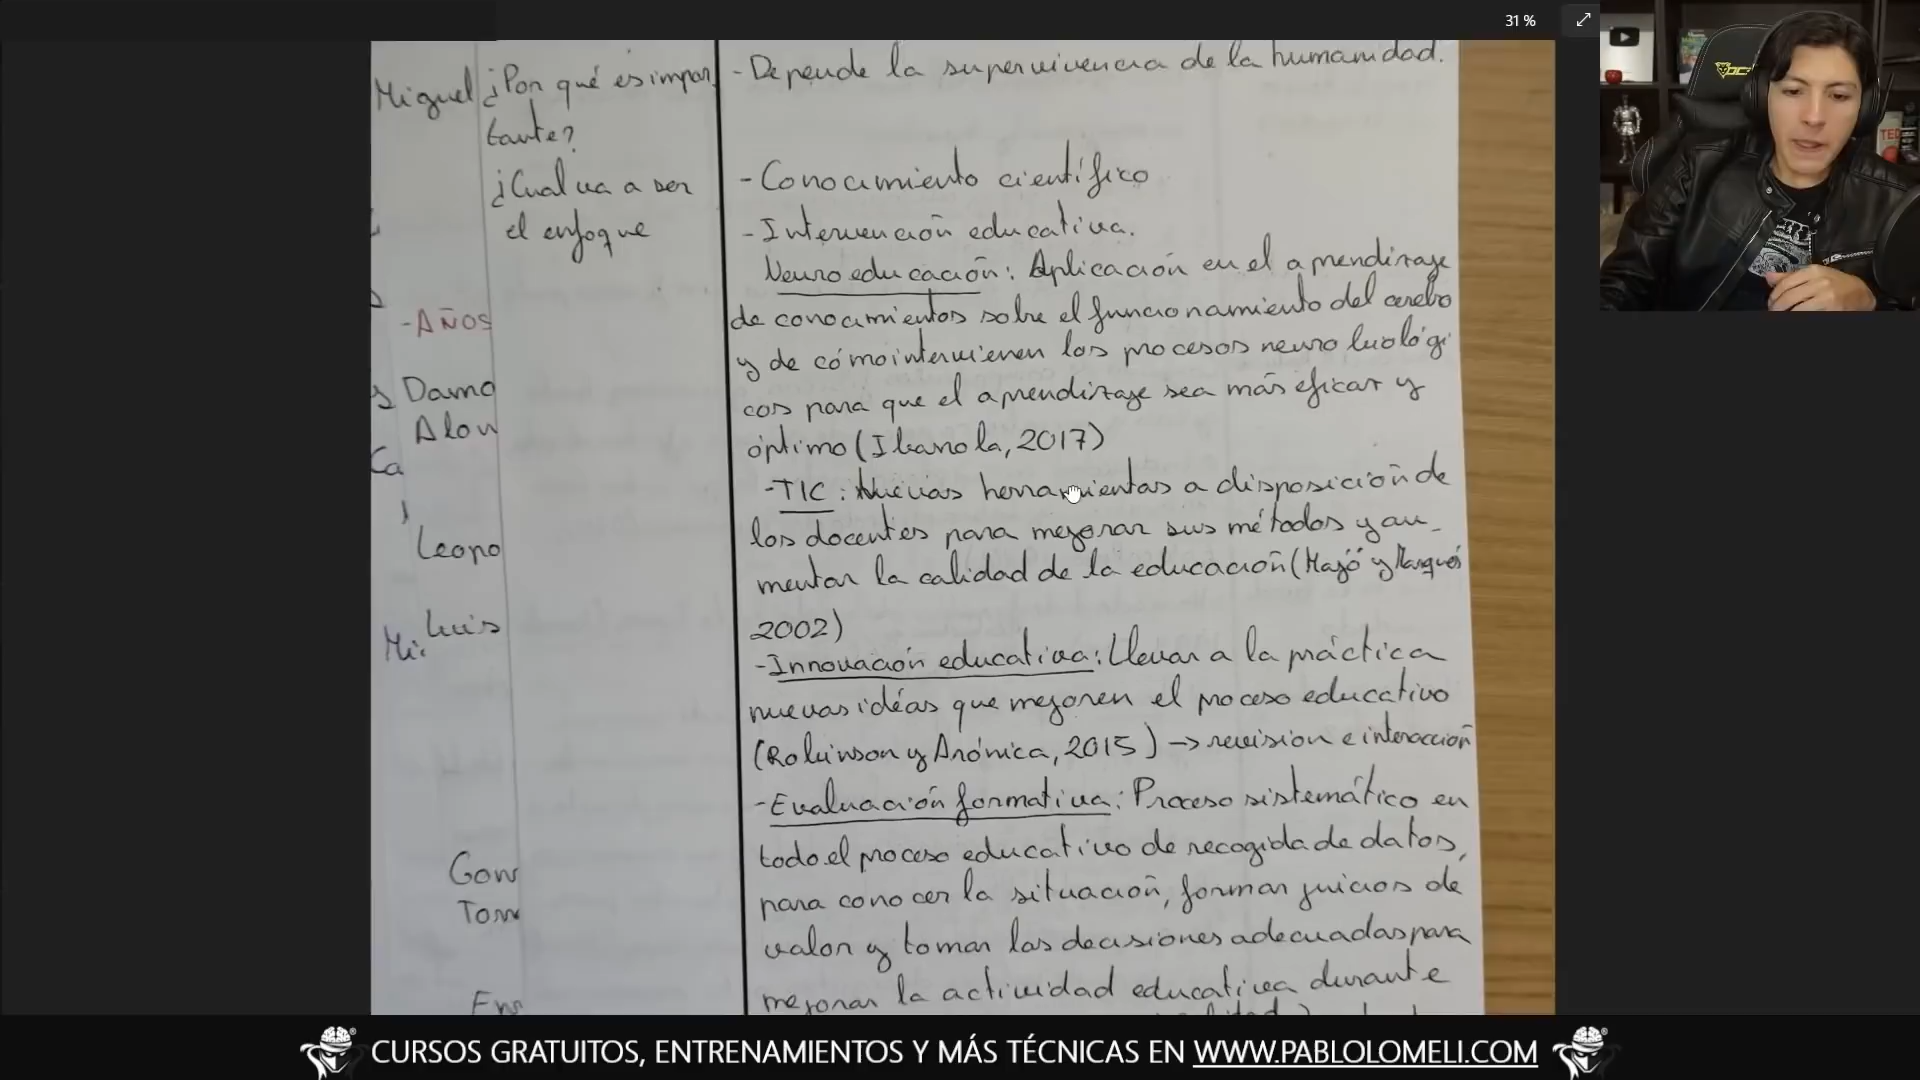 31 %
Miguel
¿Por qué es impor
tante?
¿Cual va a ser
el enfoque
-AÑOS
Damo
Alon
Ca
Leopo
Luis
Mi
Gon
Tom
- Depende la supervivencia de la humanidad.
- Conocimiento científico
- Intervención educativa.
Neuroeducación: Aplicación en el aprendizaje
de conocimientos sobre el funcionamiento del cerebro
y de cómo intervienen los procesos neurobiológi
cos para que el aprendizaje sea más eficaz y
óptimo (Ibarrola, 2017)
-TIC: Nuevas herramientas a disposición de
los docentes para mejorar sus métodos y au-
mentar la calidad de la educación (Majó y Marqués
2002)
-Innovación educativa: Llevar a la práctica
nuevas idéas que mejoren el proceso educativo
(Robinson y Arónica, 2015) → revision e interacción
-Evaluación formativa: Proceso sistemático en
todo el proceso educativo de recogida de datos,
para conocer la situación, formar juicios de
valor y tomar las decisiones adecuadas para
mejorar la actividad educativa durante
CURSOS GRATUITOS, ENTRENAMIENTOS Y MÁS TÉCNICAS EN WWW.PABLOLOMELI.COM